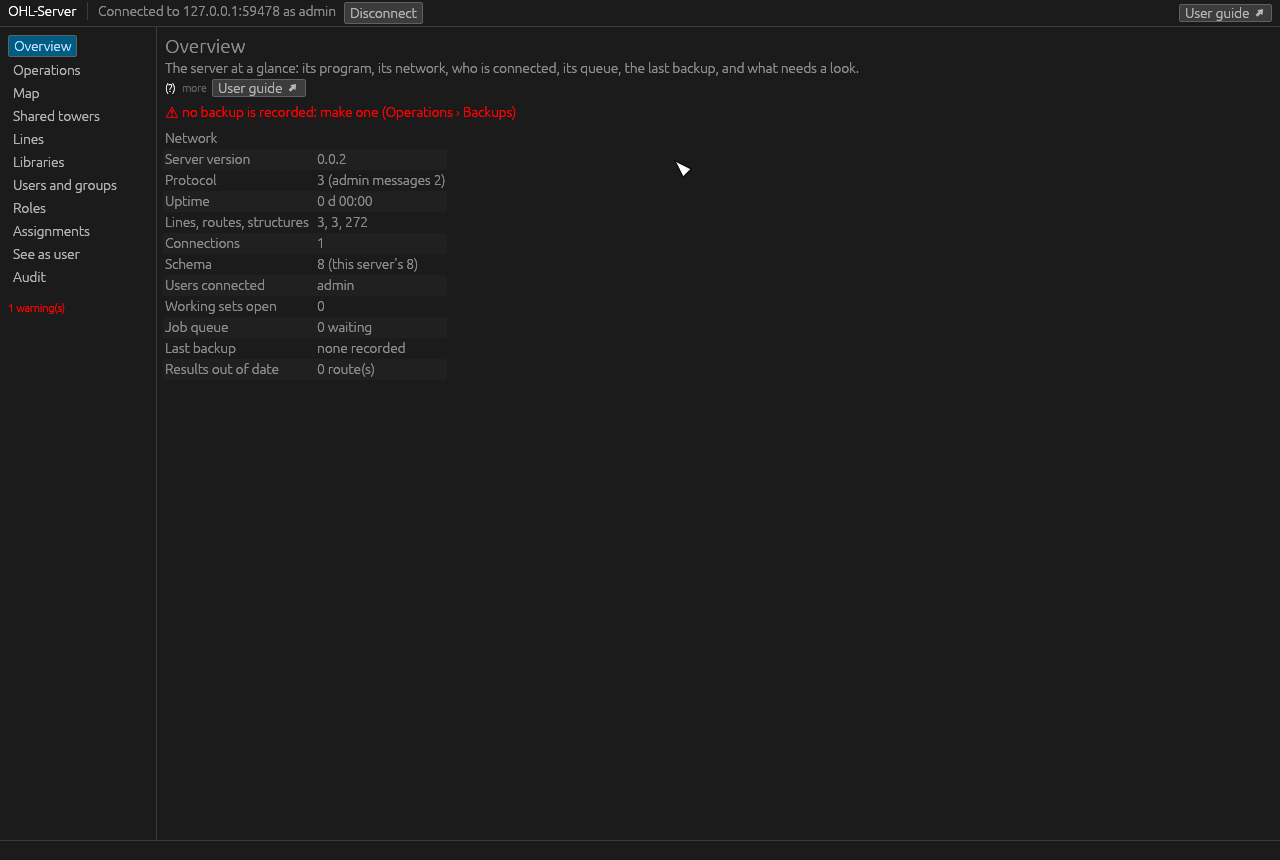 OHL-Server Connected to 127.0.0.1:59478 as admin Disconnect User guide
Overview
Operations
Map
Shared towers
Lines
Libraries
Users and groups
Roles
Assignments
See as user
Audit
1 warning(s)
Overview
The server at a glance: its program, its network, who is connected, its queue, the last backup, and what needs a look.
(?) more User guide
⚠ no backup is recorded: make one (Operations › Backups)
Network
Server version 0.0.2
Protocol 3 (admin messages 2)
Uptime 0 d 00:00
Lines, routes, structures 3, 3, 272
Connections 1
Schema 8 (this server's 8)
Users connected admin
Working sets open 0
Job queue 0 waiting
Last backup none recorded
Results out of date 0 route(s)